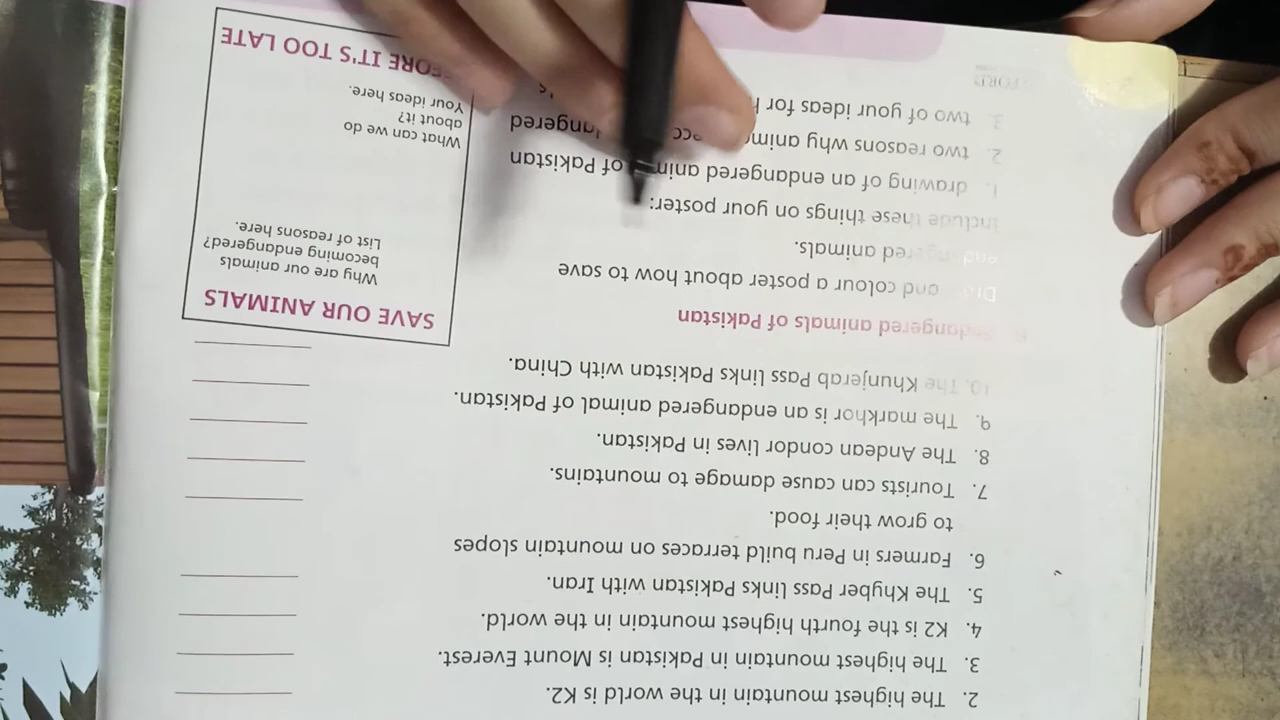 2. The highest mountain in the world is K2.
3. The highest mountain in Pakistan is Mount Everest.
4. K2 is the fourth highest mountain in the world.
5. The Khyber Pass links Pakistan with Iran.
6. Farmers in Peru build terraces on mountain slopes
to grow their food.
7. Tourists can cause damage to mountains.
8. The Andean condor lives in Pakistan.
9. The markhor is an endangered animal of Pakistan.
10. The Khunjerab Pass links Pakistan with China.
Endangered animals of Pakistan
and colour a poster about how to save
endangered animals.
Include these things on your poster:
1. drawing of an endangered of Pakistan
2. two reasons why
3. two of your ideas for
SAVE OUR ANIMALS
Why are our animals
becoming endangered?
List of reasons here.
What can we do
about it?
Your ideas here.
IT'S TOO LATE